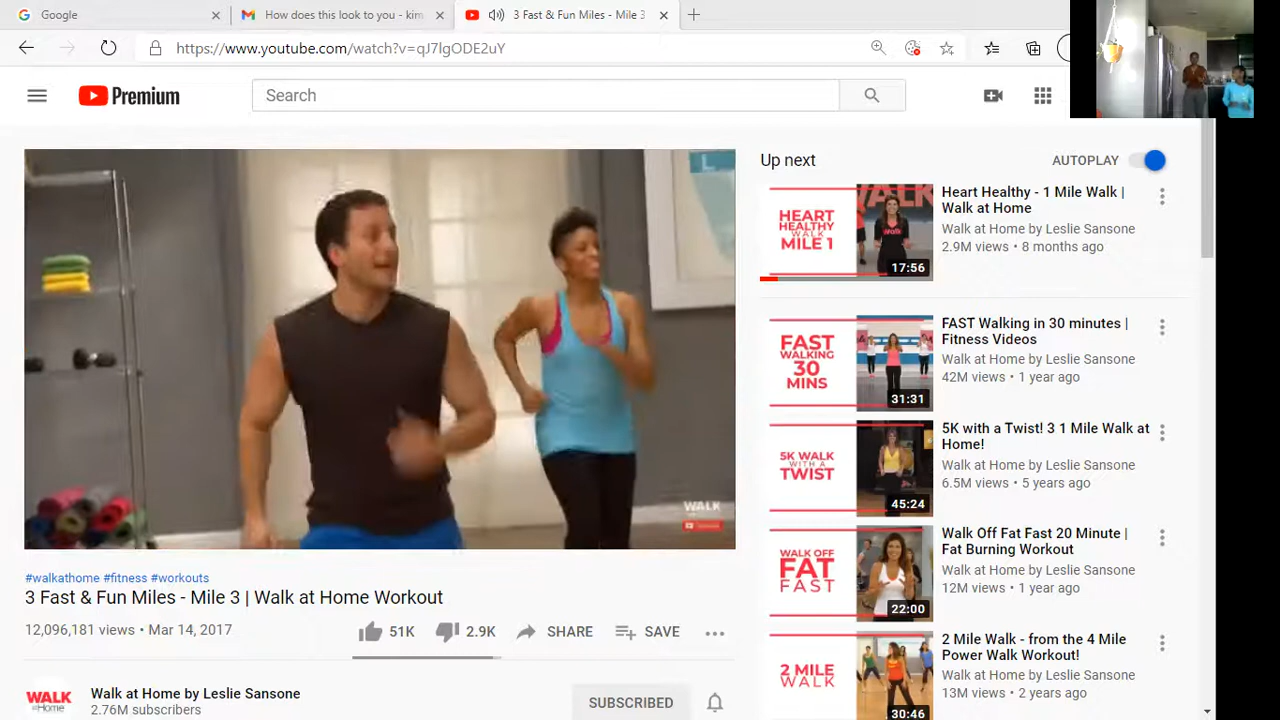 Google
How does this look to you - kim
3 Fast & Fun Miles - Mile 3
https://www.youtube.com/watch?v=qJ7lgODE2uY
Premium
Search
WALK
#walkathome #fitness #workouts
3 Fast & Fun Miles - Mile 3 | Walk at Home Workout
12,096,181 views • Mar 14, 2017
51K
2.9K
SHARE
SAVE
WALK
at Home
Walk at Home by Leslie Sansone
2.76M subscribers
SUBSCRIBED
Up next
AUTOPLAY
HEART
HEALTHY
WALK
MILE 1
17:56
Heart Healthy - 1 Mile Walk |
Walk at Home
Walk at Home by Leslie Sansone
2.9M views • 8 months ago
FAST
WALKING
30
MINS
31:31
FAST Walking in 30 minutes |
Fitness Videos
Walk at Home by Leslie Sansone
42M views • 1 year ago
5K WALK
WITH A
TWIST
45:24
5K with a Twist! 3 1 Mile Walk at
Home!
Walk at Home by Leslie Sansone
6.5M views • 5 years ago
WALK OFF
FAT
FAST
22:00
Walk Off Fat Fast 20 Minute |
Fat Burning Workout
Walk at Home by Leslie Sansone
12M views • 1 year ago
2 MILE
WALK
30:46
2 Mile Walk - from the 4 Mile
Power Walk Workout!
Walk at Home by Leslie Sansone
13M views • 2 years ago